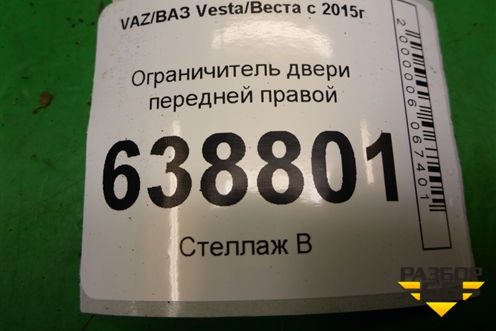 VAZ/ВАЗ Vesta/Веста с 2015г
Ограничитель двери
передней правой
638801
Стеллаж В
2000006067401
РАЗБОР